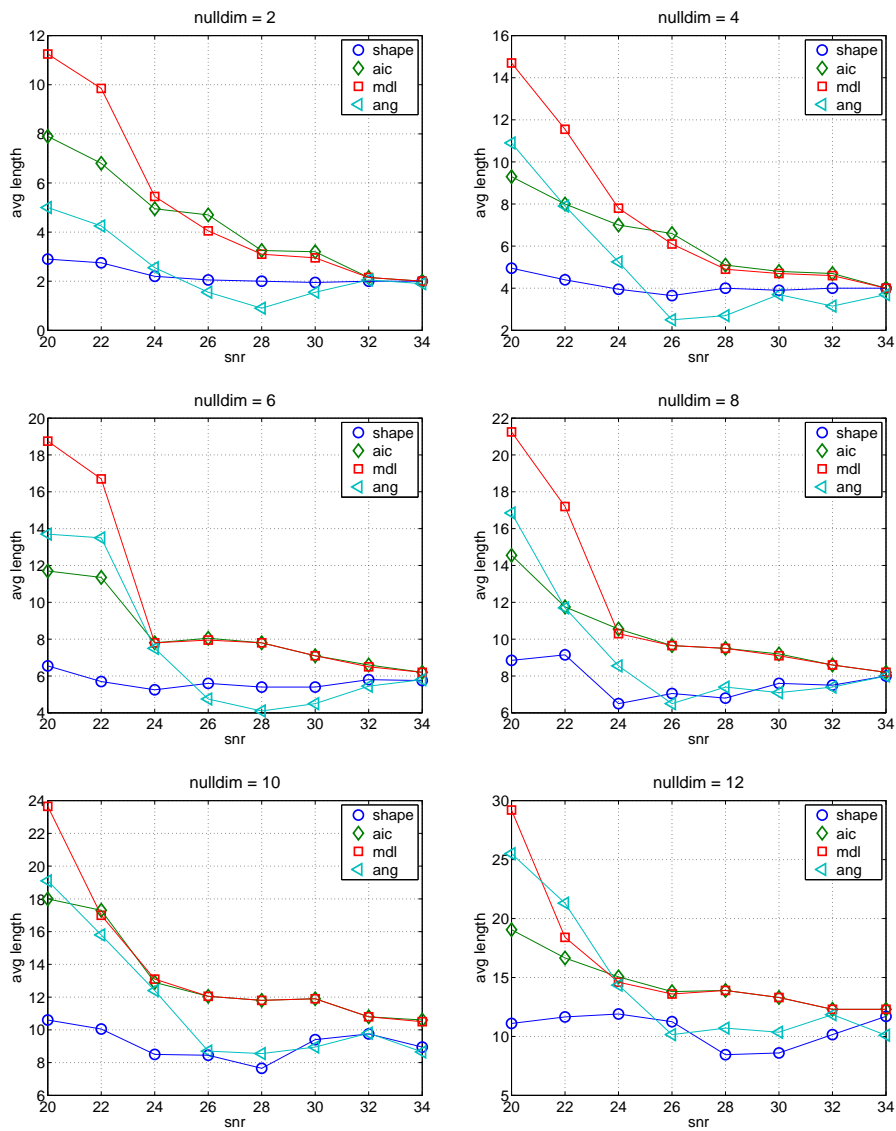 nulldim = 2
12
10
8
6
4
2
0
avg length
20 22 24 26 28 30 32 34
snr
shape
aic
mdl
ang
nulldim = 4
16
14
12
10
8
6
4
2
avg length
20 22 24 26 28 30 32 34
snr
shape
aic
mdl
ang
nulldim = 6
20
18
16
14
12
10
8
6
4
avg length
20 22 24 26 28 30 32 34
snr
shape
aic
mdl
ang
nulldim = 8
22
20
18
16
14
12
10
8
6
avg length
20 22 24 26 28 30 32 34
snr
shape
aic
mdl
ang
nulldim = 10
24
22
20
18
16
14
12
10
8
6
avg length
20 22 24 26 28 30 32 34
snr
shape
aic
mdl
ang
nulldim = 12
30
25
20
15
10
5
avg length
20 22 24 26 28 30 32 34
snr
shape
aic
mdl
ang